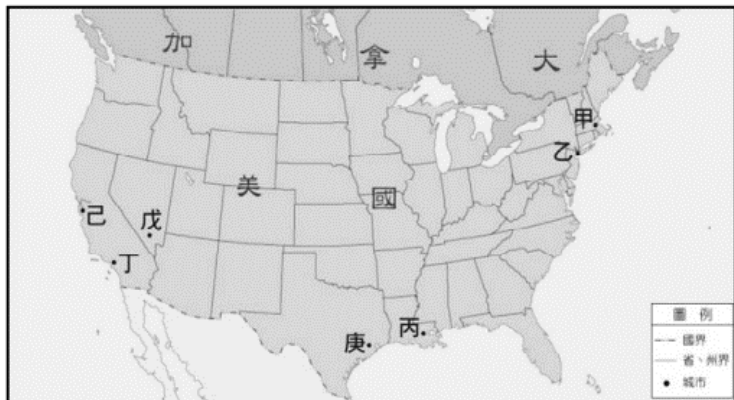 加
拿
大
甲
乙
美
國
己
戊
丁
丙
庚
圖 例
國界
省、州界
城市